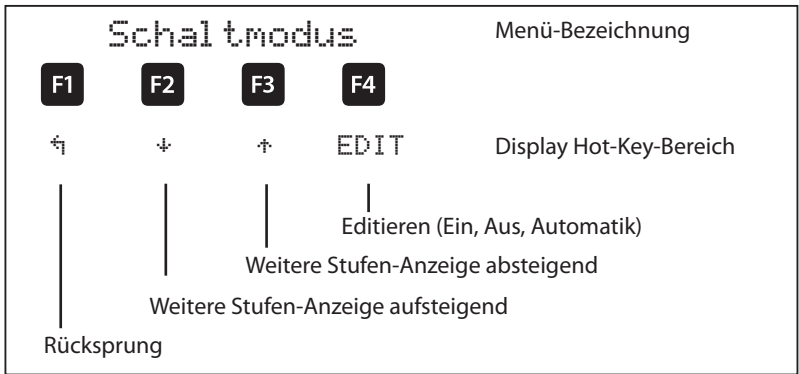 Schaltmodus Menü-Bezeichnung
F1 F2 F3 F4
↰ ↓ ↑ EDIT Display Hot-Key-Bereich
Editieren (Ein, Aus, Automatik)
Weitere Stufen-Anzeige absteigend
Weitere Stufen-Anzeige aufsteigend
Rücksprung